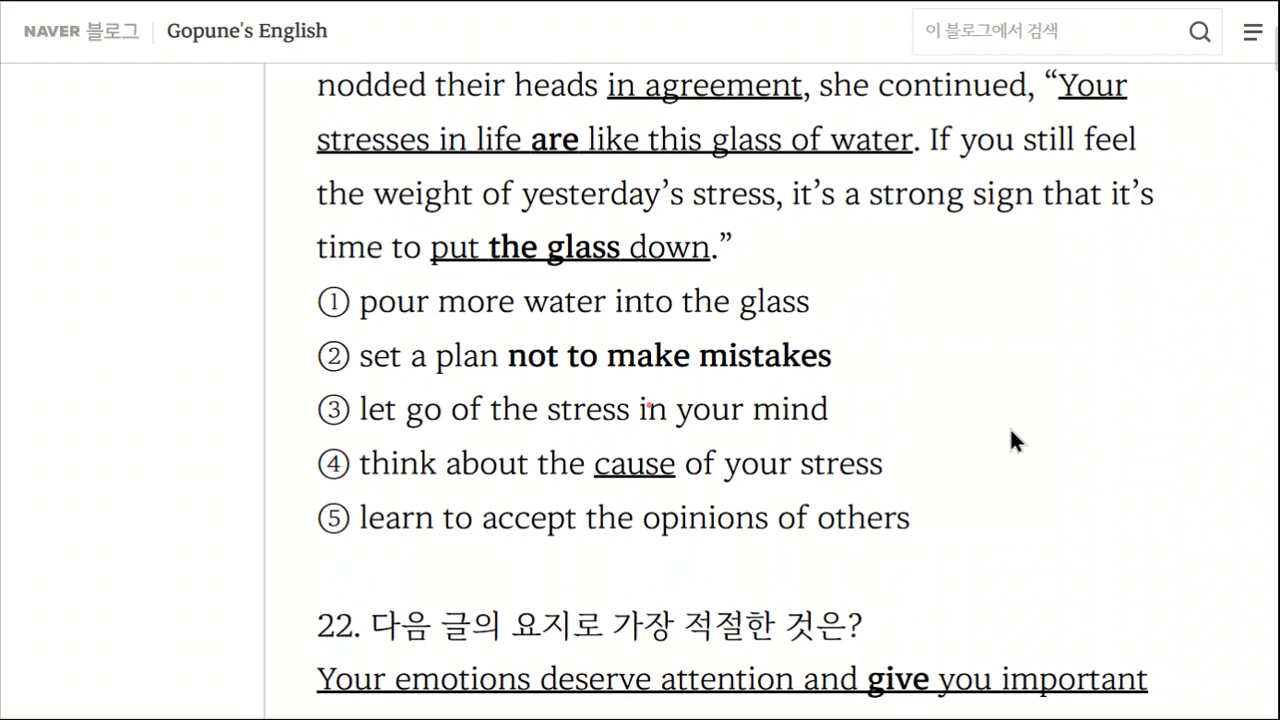 NAVER 블로그 | Gopune's English
이 블로그에서 검색
nodded their heads in agreement, she continued, “Your
stresses in life are like this glass of water. If you still feel
the weight of yesterday’s stress, it’s a strong sign that it’s
time to put the glass down.”
① pour more water into the glass
② set a plan not to make mistakes
③ let go of the stress in your mind
④ think about the cause of your stress
⑤ learn to accept the opinions of others
22. 다음 글의 요지로 가장 적절한 것은?
Your emotions deserve attention and give you important